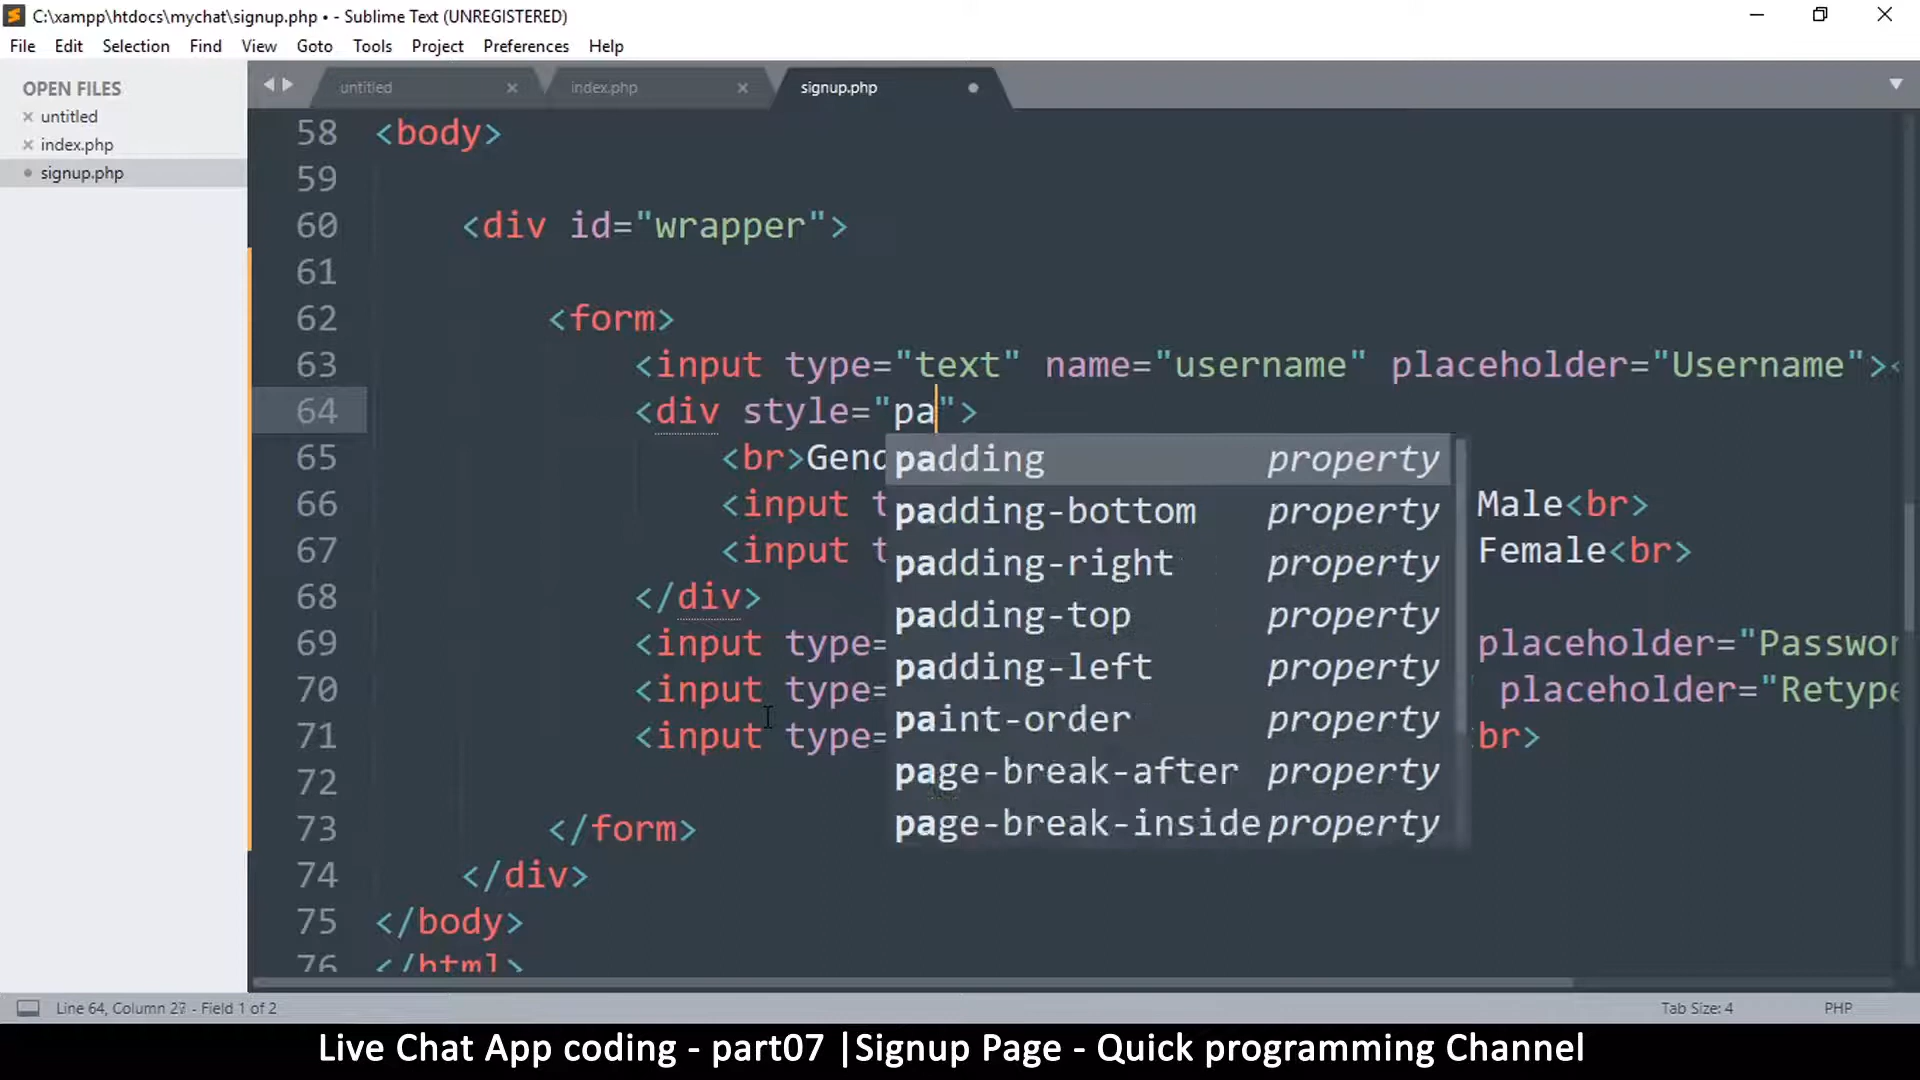 C:\xampp\htdocs\mychat\signup.php • - Sublime Text (UNREGISTERED)
File Edit Selection Find View Goto Tools Project Preferences Help
OPEN FILES
untitled
index.php
signup.php
untitled index.php signup.php
58 <body>
59
60 <div id="wrapper">
61
62 <form>
63 <input type="text" name="username" placeholder="Username"><
64 <div style="pa">
65 <br>Gend
66 <input t Male<br>
67 <input t Female<br>
68 </div>
69 <input type= placeholder="Passwor
70 <input type= placeholder="Retype
71 <input type= br>
72
73 </form>
74 </div>
75 </body>
76 </html>
padding property
padding-bottom property
padding-right property
padding-top property
padding-left property
paint-order property
page-break-after property
page-break-inside property
Line 64, Column 27 - Field 1 of 2
Tab Size: 4
PHP
Live Chat App coding - part07 |Signup Page - Quick programming Channel